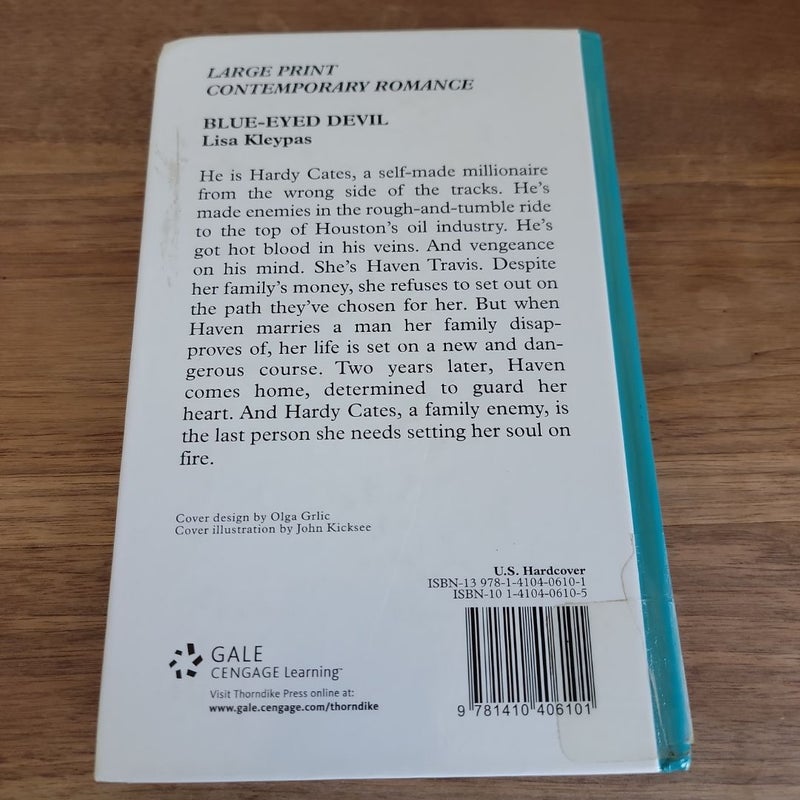 LARGE PRINT
CONTEMPORARY ROMANCE
BLUE-EYED DEVIL
Lisa Kleypas
He is Hardy Cates, a self-made millionaire
from the wrong side of the tracks. He's
made enemies in the rough-and-tumble ride
to the top of Houston's oil industry. He's
got hot blood in his veins. And vengeance
on his mind. She's Haven Travis. Despite
her family's money, she refuses to set out on
the path they've chosen for her. But when
Haven marries a man her family disap-
proves of, her life is set on a new and dan-
gerous course. Two years later, Haven
comes home, determined to guard her
heart. And Hardy Cates, a family enemy, is
the last person she needs setting her soul on
fire.
Cover design by Olga Grlic
Cover illustration by John Kicksee
U.S. Hardcover
ISBN-13 978-1-4104-0610-1
ISBN-10 1-4104-0610-5
GALE
CENGAGE Learning™
Visit Thorndike Press online at:
www.gale.cengage.com/thorndike
9 781410 406101